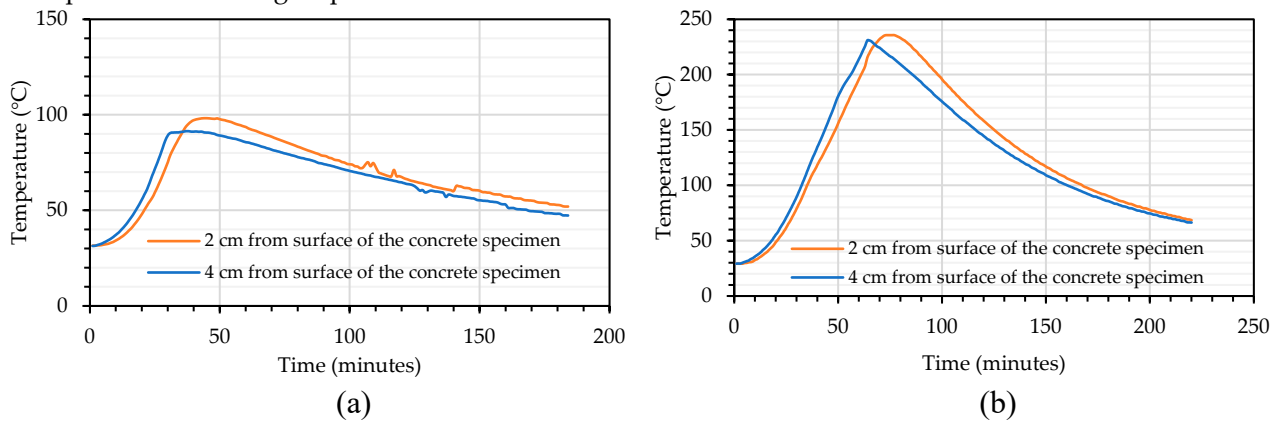 150
100
50
0
Temperature (°C)
2 cm from surface of the concrete specimen
4 cm from surface of the concrete specimen
0 50 100 150 200
Time (minutes)
(a)
250
200
150
100
50
0
Temperature (°C)
2 cm from surface of the concrete specimen
4 cm from surface of the concrete specimen
0 50 100 150 200 250
Time (minutes)
(b)